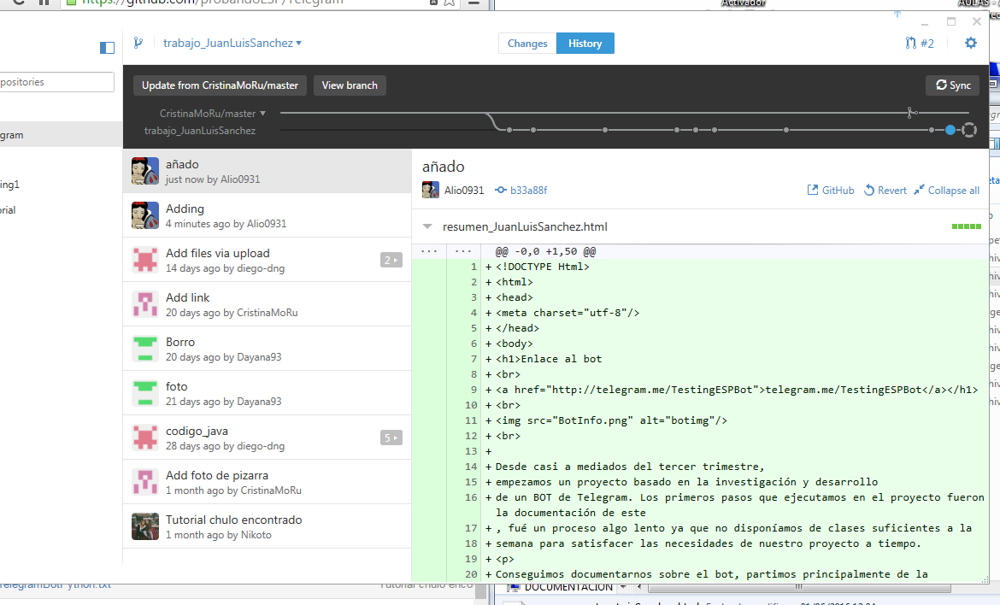 https://github.com/probandoESP/Telegram
Activador
AULAS
trabajo_JuanLuisSanchez
Changes
History
#2
positories
Update from CristinaMoRu/master
View branch
Sync
CristinaMoRu/master
trabajo_JuanLuisSanchez
gram
ing1
rial
añado
just now by Alio0931
Adding
4 minutes ago by Alio0931
Add files via upload
14 days ago by diego-dng
2
Add link
20 days ago by CristinaMoRu
Borro
20 days ago by Dayana93
foto
21 days ago by Dayana93
codigo_java
28 days ago by diego-dng
5
Add foto de pizarra
1 month ago by CristinaMoRu
Tutorial chulo encontrado
1 month ago by Nikoto
añado
Alio0931
b33a88f
GitHub
Revert
Collapse all
resumen_JuanLuisSanchez.html
... ... @@ -0,0 +1,50 @@
1 + <!DOCTYPE Html>
2 + <html>
3 + <head>
4 + <meta charset="utf-8"/>
5 + </head>
6 + <body>
7 + <h1>Enlace al bot
8 + <br>
9 + <a href="http://telegram.me/TestingESPBot">telegram.me/TestingESPBot</a></h1>
10 + <br>
11 + <img src="BotInfo.png" alt="botimg"/>
12 + <br>
13 +
14 + Desde casi a mediados del tercer trimestre,
15 + empezamos un proyecto basado en la investigación y desarrollo
16 + de un BOT de Telegram. Los primeros pasos que ejecutamos en el proyecto fueron
la documentación de este
17 + , fué un proceso algo lento ya que no disponíamos de clases suficientes a la
18 + semana para satisfacer las necesidades de nuestro proyecto a tiempo.
19 + <p>
20 + Conseguimos documentarnos sobre el bot, partimos principalmente de la
TelegramBotPython.txt
Tutorial chulo enco
DOCUMENTACION